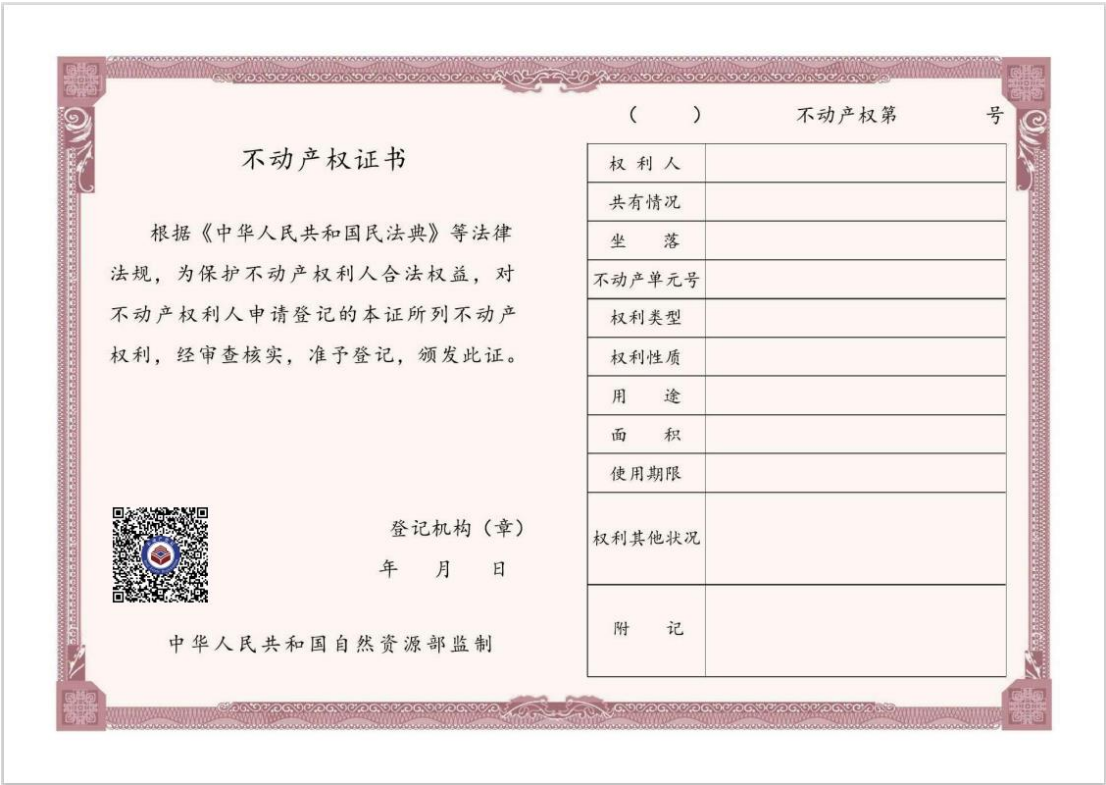 不动产权证书
根据《中华人民共和国民法典》等法律
法规，为保护不动产权利人合法权益，对
不动产权利人申请登记的本证所列不动产
权利，经审查核实，准予登记，颁发此证。
登记机构（章）
年 月 日
中华人民共和国自然资源部监制
（ ） 不动产权第 号
权利人
共有情况
坐 落
不动产单元号
权利类型
权利性质
用 途
面 积
使用期限
权利其他状况
附 记